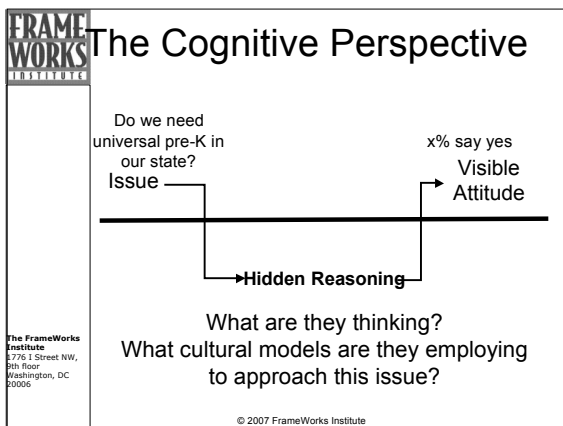 FRAME
WORKS
INSTITUTE
The Cognitive Perspective
Do we need
universal pre-K in
our state?
Issue
x% say yes
Visible
Attitude
Hidden Reasoning
What are they thinking?
What cultural models are they employing
to approach this issue?
The FrameWorks
Institute
1776 I Street NW,
9th floor
Washington, DC
20006
© 2007 FrameWorks Institute